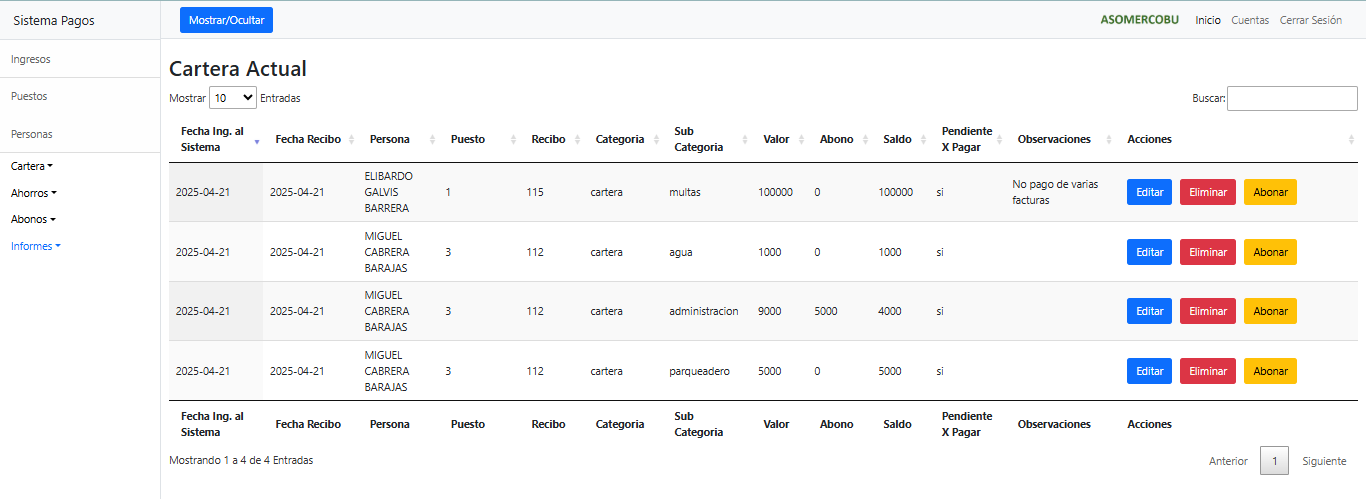 Sistema Pagos
Mostrar/Ocultar
ASOMERCOBU Inicio Cuentas Cerrar Sesión
Ingresos
Puestos
Personas
Cartera
Ahorros
Abonos
Informes
Cartera Actual
Mostrar 10 Entradas
Buscar:
Fecha Ing. al Sistema Fecha Recibo Persona Puesto Recibo Categoria Sub Categoria Valor Abono Saldo Pendiente X Pagar Observaciones Acciones
2025-04-21 2025-04-21 ELIBARDO GALVIS BARRERA 1 115 cartera multas 100000 0 100000 si No pago de varias facturas Editar Eliminar Abonar
2025-04-21 2025-04-21 MIGUEL CABRERA BARAJAS 3 112 cartera agua 1000 0 1000 si Editar Eliminar Abonar
2025-04-21 2025-04-21 MIGUEL CABRERA BARAJAS 3 112 cartera administracion 9000 5000 4000 si Editar Eliminar Abonar
2025-04-21 2025-04-21 MIGUEL CABRERA BARAJAS 3 112 cartera parqueadero 5000 0 5000 si Editar Eliminar Abonar
Fecha Ing. al Sistema Fecha Recibo Persona Puesto Recibo Categoria Sub Categoria Valor Abono Saldo Pendiente X Pagar Observaciones Acciones
Mostrando 1 a 4 de 4 Entradas
Anterior 1 Siguiente